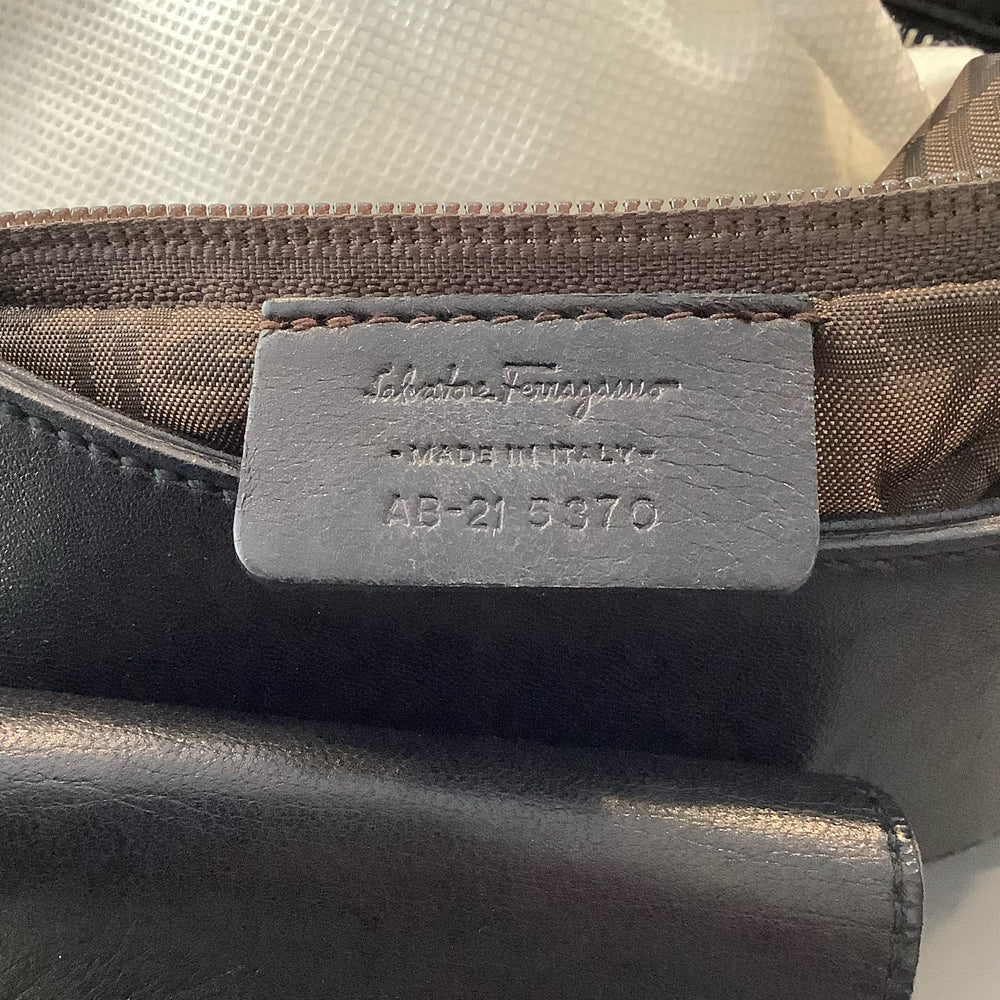 Salvatore Ferragamo
• MADE IN ITALY •
AB-21 5370